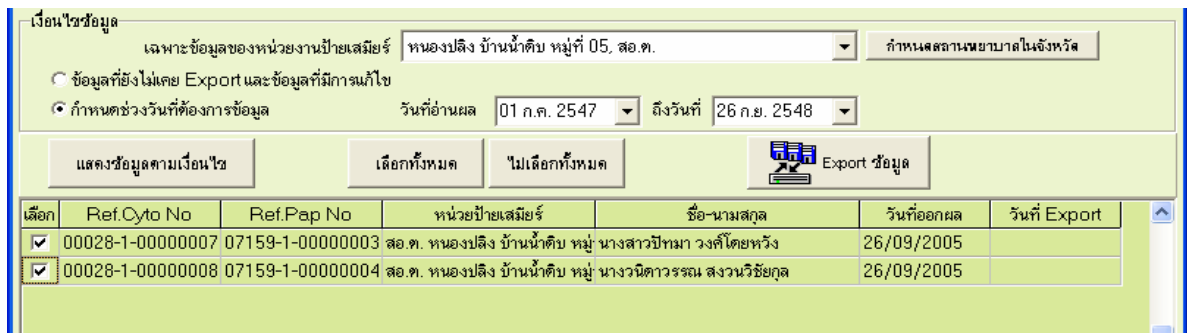 เงื่อนไขข้อมูล
เฉพาะข้อมูลของหน่วยงานป้ายเสมียร์ หนองปลิง บ้านน้ำดิบ หมู่ที่ 05, สอ.ต. กำหนดสถานพยาบาลในจังหวัด
ข้อมูลที่ยังไม่เคย Export และข้อมูลที่มีการแก้ไข
กำหนดช่วงวันที่ต้องการข้อมูล วันที่อ่านผล 01 ก.ค. 2547 ถึงวันที่ 26 ก.ย. 2548
แสดงข้อมูลตามเงื่อนไข เลือกทั้งหมด ไม่เลือกทั้งหมด Export ข้อมูล
เลือก Ref.Cyto No Ref.Pap No หน่วยป้ายเสมียร์ ชื่อ-นามสกุล วันที่ออกผล วันที่ Export
00028-1-00000007 07159-1-00000003 สอ.ต. หนองปลิง บ้านน้ำดิบ หมู่ นางสาวปัทมา วงศ์โดยหวัง 26/09/2005
00028-1-00000008 07159-1-00000004 สอ.ต. หนองปลิง บ้านน้ำดิบ หมู่ นางวนิดาวรรณ สงวนวิชัยกุล 26/09/2005